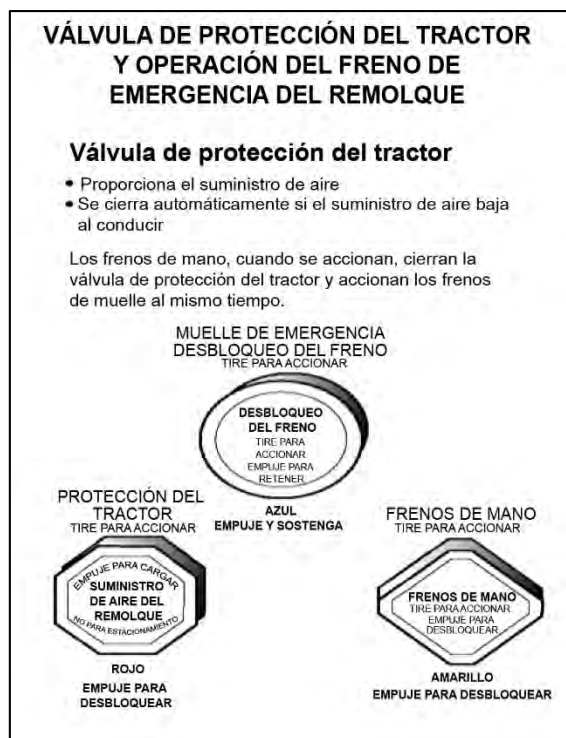 VÁLVULA DE PROTECCIÓN DEL TRACTOR
Y OPERACIÓN DEL FRENO DE
EMERGENCIA DEL REMOLQUE
Válvula de protección del tractor
• Proporciona el suministro de aire
• Se cierra automáticamente si el suministro de aire baja
al conducir
Los frenos de mano, cuando se accionan, cierran la
válvula de protección del tractor y accionan los frenos
de muelle al mismo tiempo.
MUELLE DE EMERGENCIA
DESBLOQUEO DEL FRENO
TIRE PARA ACCIONAR
DESBLOQUEO
DEL FRENO
TIRE PARA
ACCIONAR
EMPUJE PARA
RETENER
AZUL
EMPUJE Y SOSTENGA
PROTECCIÓN DEL
TRACTOR
TIRE PARA ACCIONAR
EMPUJE PARA CARGAR
SUMINISTRO
DE AIRE DEL
REMOLQUE
NO PARA ESTACIONAMIENTO
ROJO
EMPUJE PARA
DESBLOQUEAR
FRENOS DE MANO
TIRE PARA ACCIONAR
FRENOS DE MANO
TIRE PARA ACCIONAR
EMPUJE PARA
DESBLOQUEAR
AMARILLO
EMPUJE PARA DESBLOQUEAR